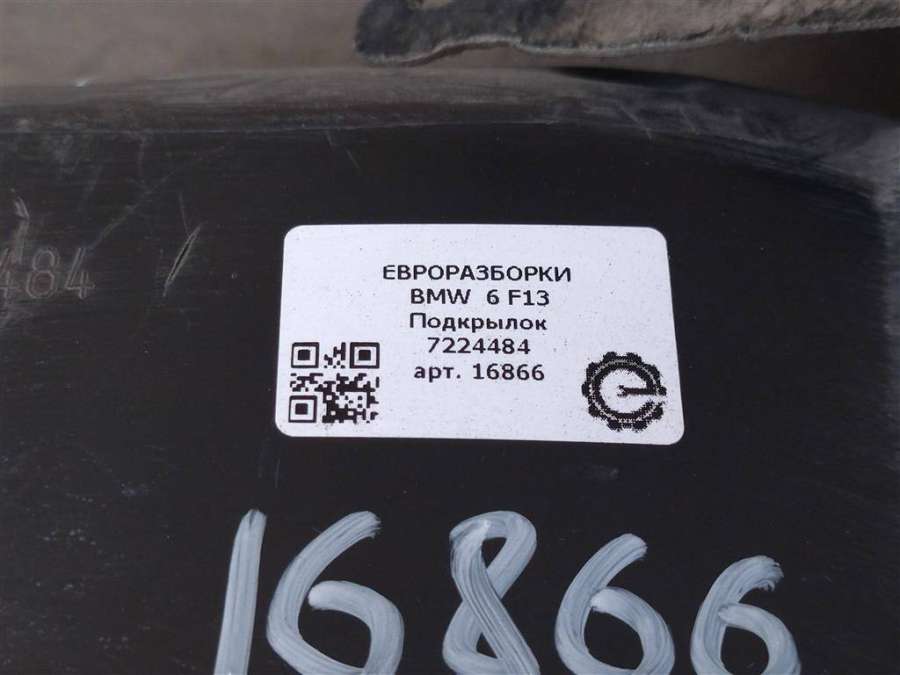 484
ЕВРОРАЗБОРКИ
BMW 6 F13
Подкрылок
7224484
арт. 16866
16866